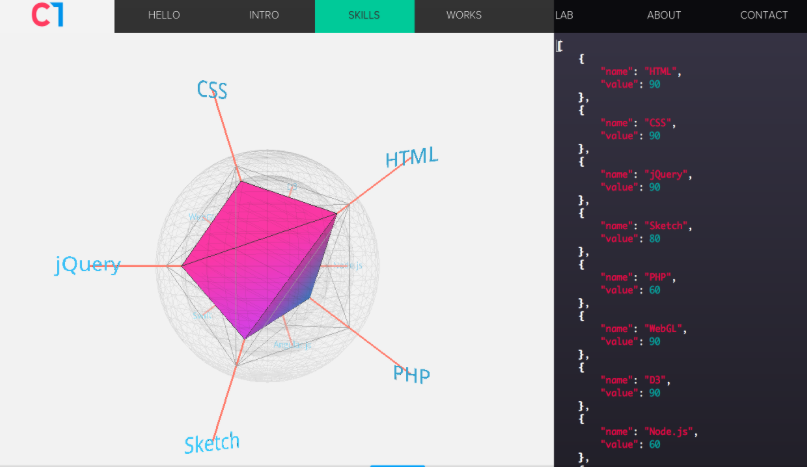 C1
HELLO
INTRO
SKILLS
WORKS
LAB
ABOUT
CONTACT
CSS
HTML
jQuery
PHP
Sketch
[
{
"name": "HTML",
"value": 90
},
{
"name": "CSS",
"value": 90
},
{
"name": "jQuery",
"value": 90
},
{
"name": "Sketch",
"value": 80
},
{
"name": "PHP",
"value": 60
},
{
"name": "WebGL",
"value": 90
},
{
"name": "D3",
"value": 90
},
{
"name": "Node.js",
"value": 60
},
{